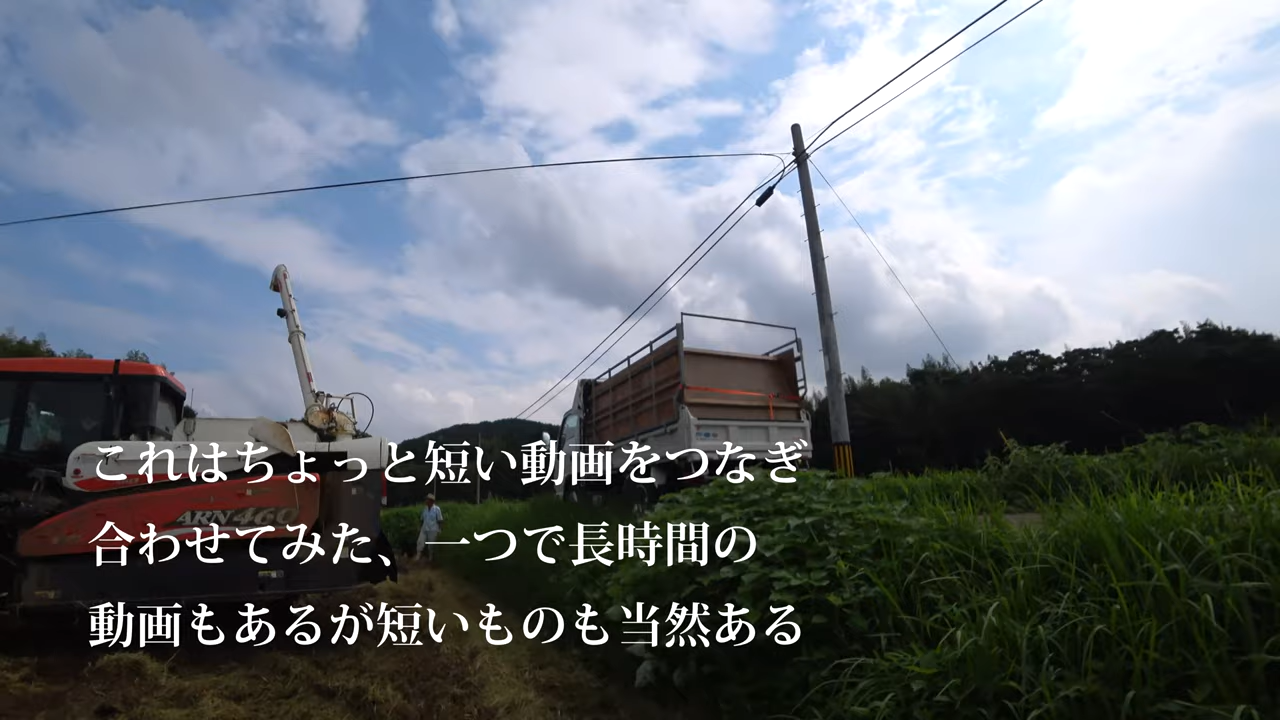 これはちょっと短い動画をつなぎ
合わせてみた、一つで長時間の
動画もあるが短いものも当然ある
ARN 460